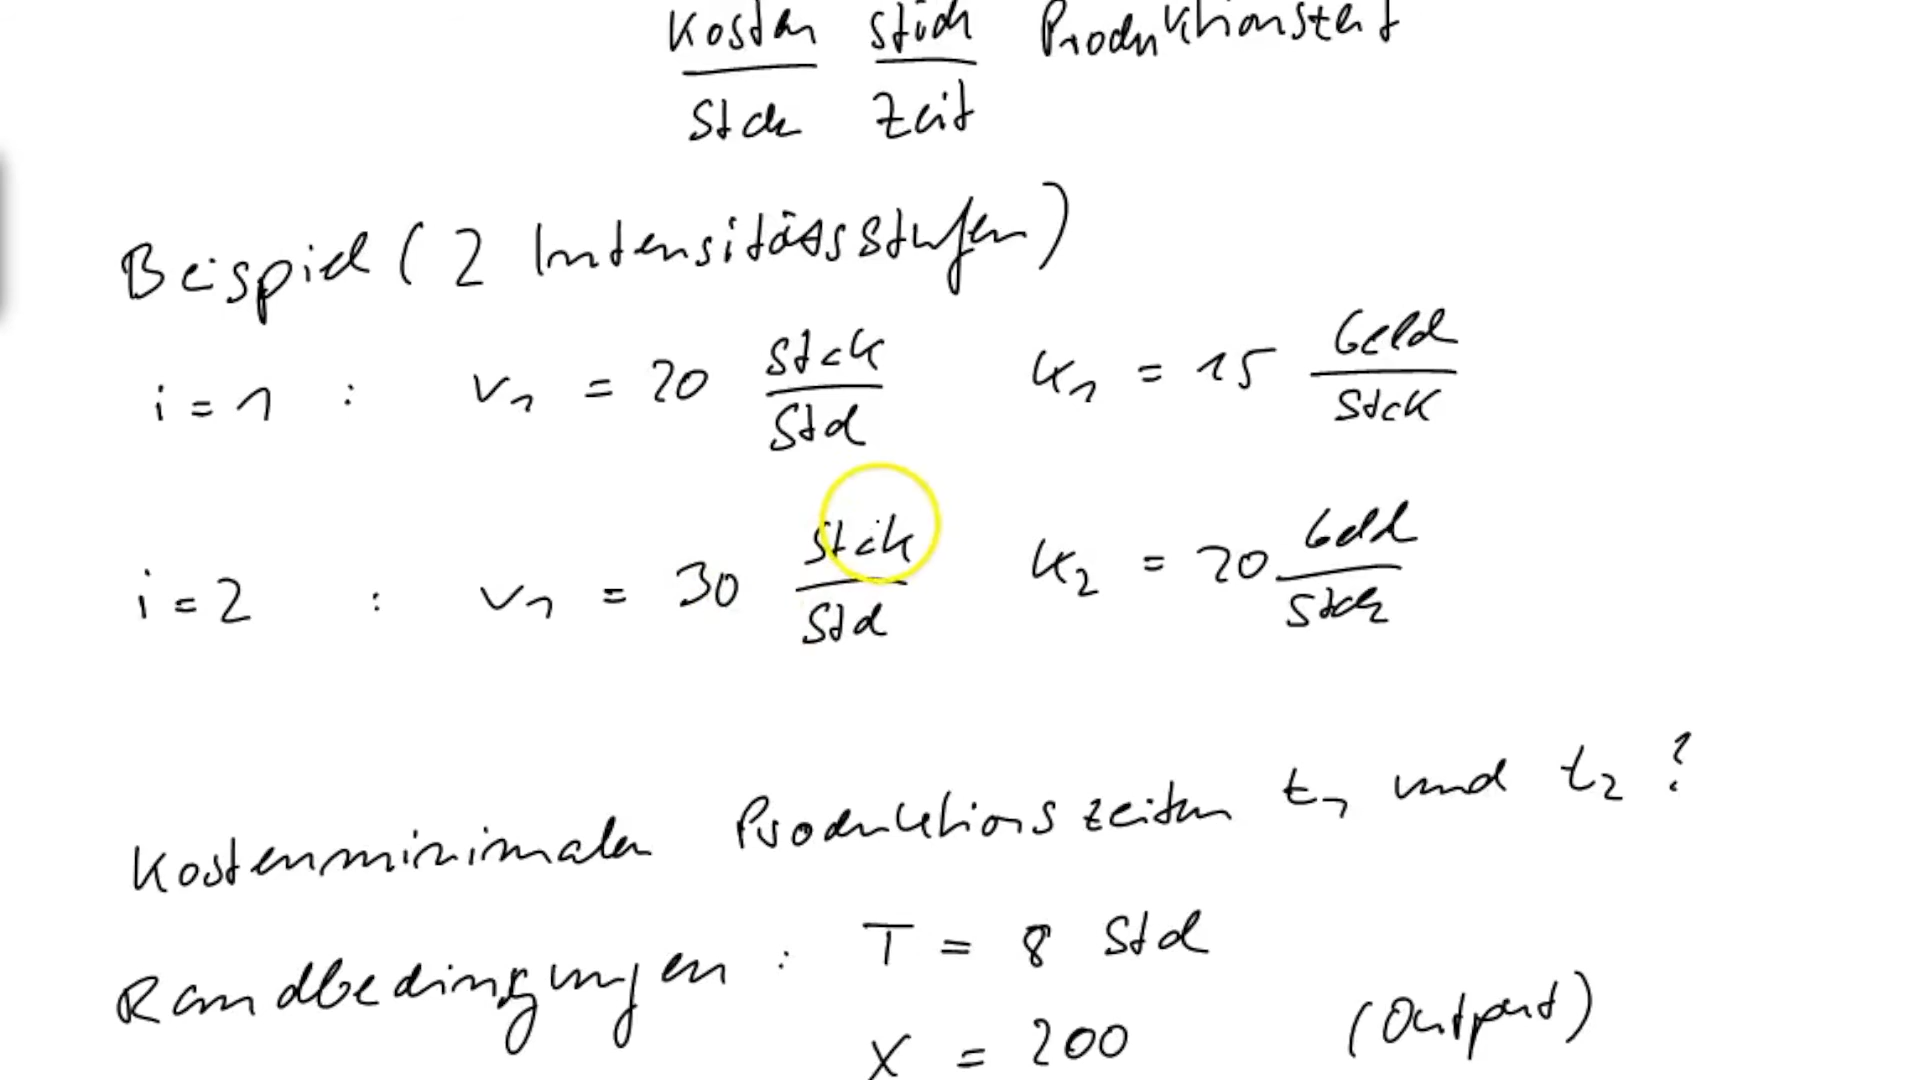 Kosten Stück Produktionszeit
Stck Zeit
Beispiel (2 Intensitätsstufen)
i = 1 : v₁ = 20 Stck/Std k₁ = 15 Geld/Stck
i = 2 : v₁ = 30 Stck/Std k₂ = 20 Geld/Stck
Kostenminimalen Produktionszeiten t₁ und t₂ ?
Randbedingungen : T = 8 Std
X = 200 (Output)